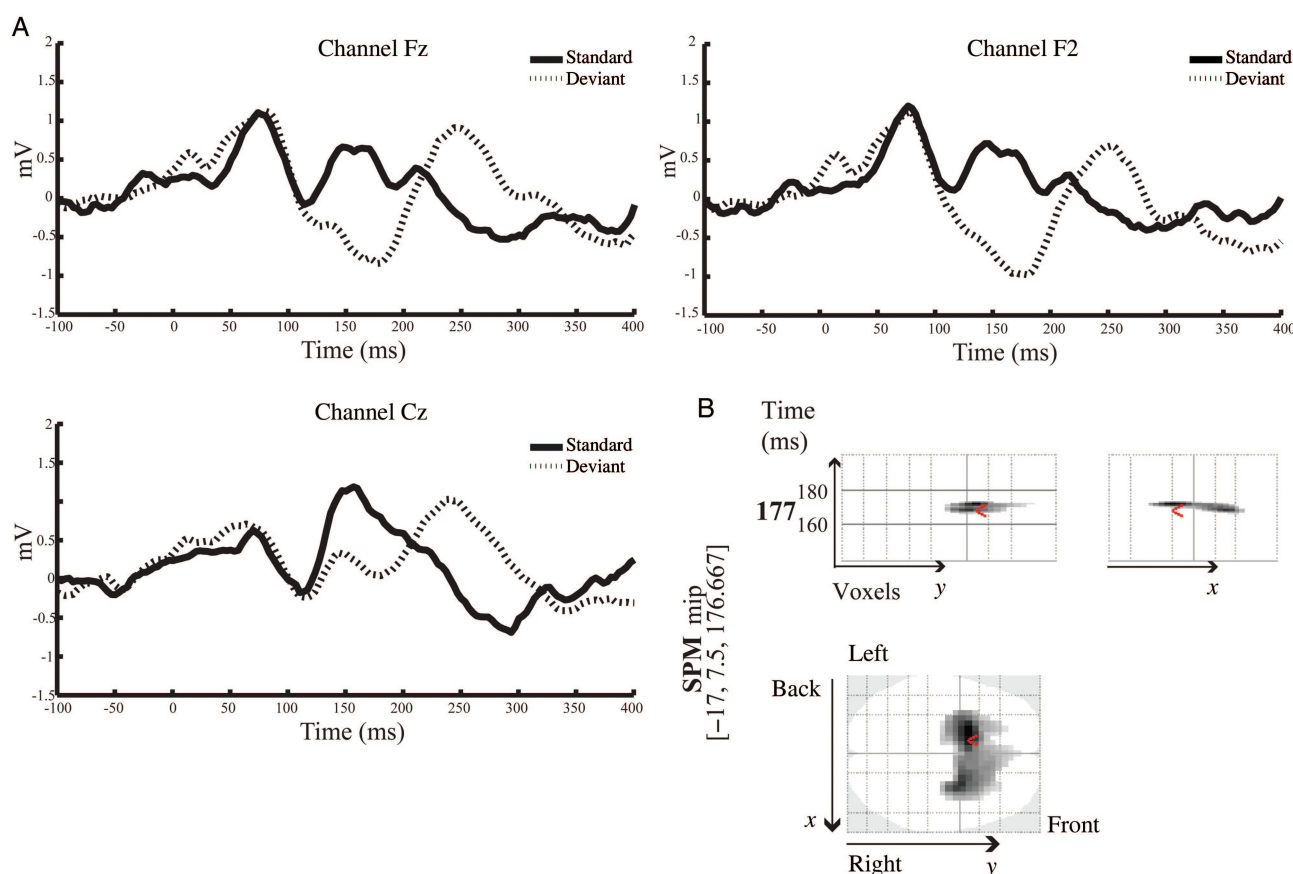 A
Channel Fz
Standard
Deviant
2
1.5
1
0.5
0
-0.5
-1
-1.5
mV
-100 -50 0 50 100 150 200 250 300 350 400
Time (ms)
Channel F2
Standard
Deviant
2
1.5
1
0.5
0
-0.5
-1
-1.5
mV
-100 -50 0 50 100 150 200 250 300 350 400
Time (ms)
Channel Cz
Standard
Deviant
2
1.5
1
0.5
0
-0.5
-1
-1.5
mV
-100 -50 0 50 100 150 200 250 300 350 400
Time (ms)
B
Time
(ms)
180
177
160
Voxels y
x
SPM mip
[−17, 7.5, 176.667]
Left
Back
x
Front
Right y